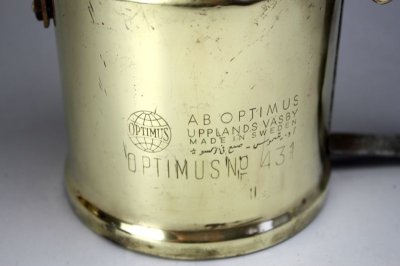 OPTIMUS
AB OPTIMUS
UPPLANDS VÄSBY
MADE IN SWEDEN
OPTIMUS No 431